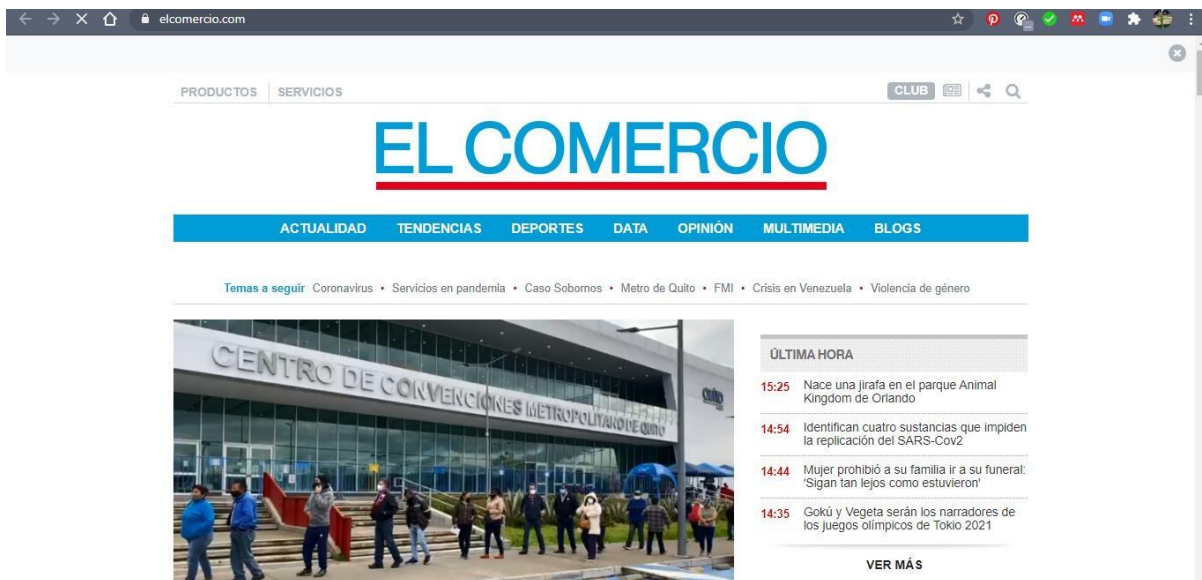 elcomercio.com
PRODUCTOS SERVICIOS CLUB
EL COMERCIO
ACTUALIDAD TENDENCIAS DEPORTES DATA OPINIÓN MULTIMEDIA BLOGS
Temas a seguir Coronavirus • Servicios en pandemia • Caso Sobornos • Metro de Quito • FMI • Crisis en Venezuela • Violencia de género
CENTRO DE CONVENCIONES METROPOLITANO DE QUITO
quito
ÚLTIMA HORA
15:25 Nace una jirafa en el parque Animal
Kingdom de Orlando
14:54 Identifican cuatro sustancias que impiden
la replicación del SARS-Cov2
14:44 Mujer prohibió a su familia ir a su funeral:
'Sigan tan lejos como estuvieron'
14:35 Gokú y Vegeta serán los narradores de
los juegos olímpicos de Tokio 2021
VER MÁS